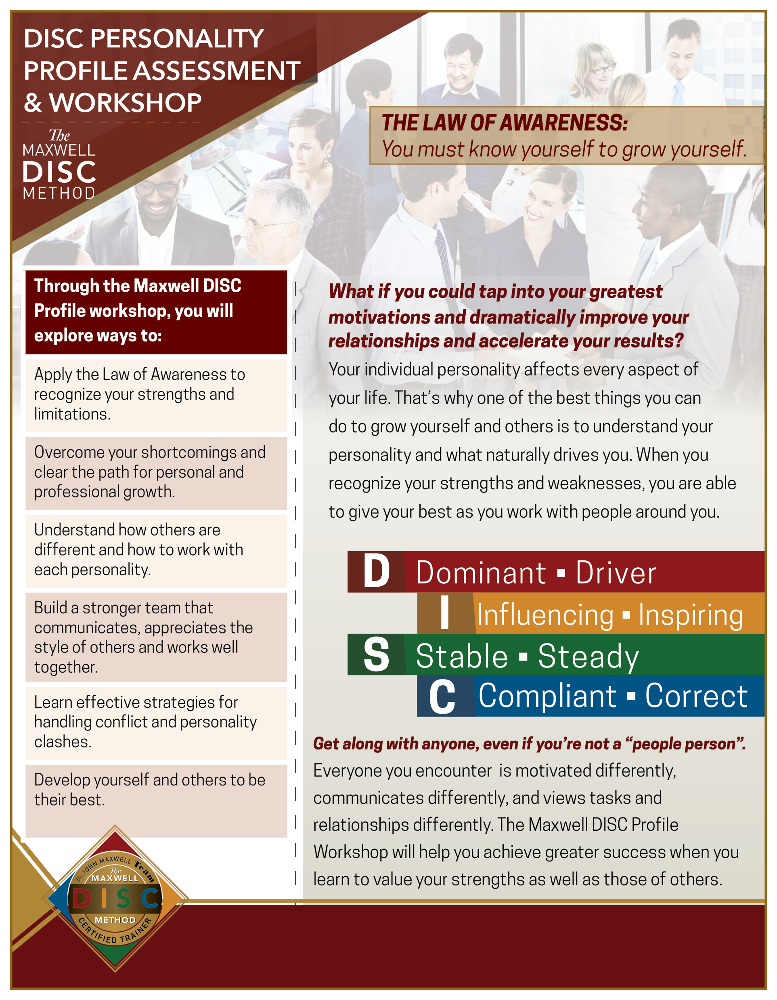 DISC PERSONALITY
PROFILE ASSESSMENT
& WORKSHOP
The
MAXWELL
DISC
METHOD
THE LAW OF AWARENESS:
You must know yourself to grow yourself.
Through the Maxwell DISC
Profile workshop, you will
explore ways to:
Apply the Law of Awareness to
recognize your strengths and
limitations.
Overcome your shortcomings and
clear the path for personal and
professional growth.
Understand how others are
different and how to work with
each personality.
Build a stronger team that
communicates, appreciates the
style of others and works well
together.
Learn effective strategies for
handling conflict and personality
clashes.
Develop yourself and others to be
their best.
What if you could tap into your greatest
motivations and dramatically improve your
relationships and accelerate your results?
Your individual personality affects every aspect of
your life. That’s why one of the best things you can
do to grow yourself and others is to understand your
personality and what naturally drives you. When you
recognize your strengths and weaknesses, you are able
to give your best as you work with people around you.
D Dominant ▪ Driver
I Influencing ▪ Inspiring
S Stable ▪ Steady
C Compliant ▪ Correct
Get along with anyone, even if you’re not a “people person”.
Everyone you encounter  is motivated differently,
communicates differently, and views tasks and
relationships differently. The Maxwell DISC Profile
Workshop will help you achieve greater success when you
learn to value your strengths as well as those of others.
The JOHN MAXWELL Team
The
MAXWELL
DISC
METHOD
CERTIFIED TRAINER